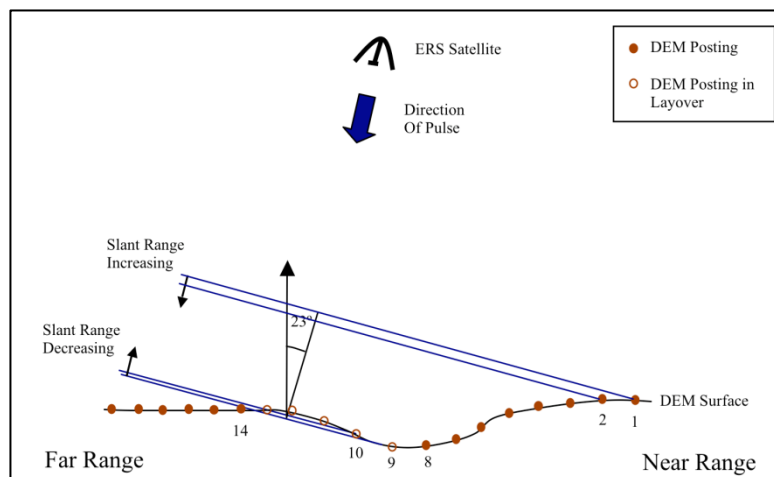 ERS Satellite
DEM Posting
DEM Posting in
Layover
Direction
Of Pulse
Slant Range
Increasing
23°
Slant Range
Decreasing
DEM Surface
14
10
9
8
2
1
Far Range
Near Range